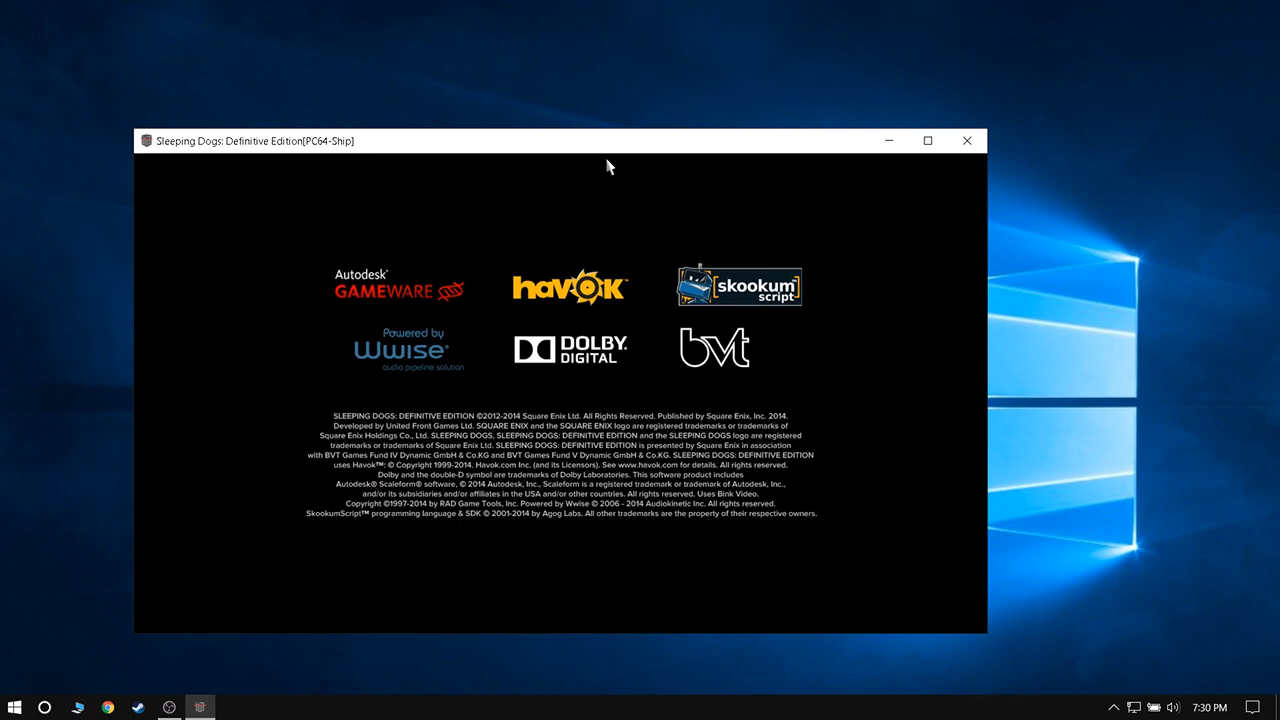 Sleeping Dogs: Definitive Edition[PC64-Ship]
Autodesk®
GAMEWARE
havok™
skookum™
script
Powered by
Wwise®
audio pipeline solution
DOLBY
DIGITAL
bvt
SLEEPING DOGS: DEFINITIVE EDITION ©2012-2014 Square Enix Ltd. All Rights Reserved. Published by Square Enix, Inc. 2014.
Developed by United Front Games Ltd. SQUARE ENIX and the SQUARE ENIX logo are registered trademarks or trademarks of
Square Enix Holdings Co., Ltd. SLEEPING DOGS, SLEEPING DOGS: DEFINITIVE EDITION and the SLEEPING DOGS logo are registered
trademarks or trademarks of Square Enix Ltd. SLEEPING DOGS: DEFINITIVE EDITION is presented by Square Enix in association
with BVT Games Fund IV Dynamic GmbH & Co.KG and BVT Games Fund V Dynamic GmbH & Co.KG. SLEEPING DOGS: DEFINITIVE EDITION
uses Havok™: © Copyright 1999-2014. Havok.com Inc. (and its Licensors). See www.havok.com for details. All rights reserved.
Dolby and the double-D symbol are trademarks of Dolby Laboratories. This software product includes
Autodesk® Scaleform® software, © 2014 Autodesk, Inc., Scaleform is a registered trademark or trademark of Autodesk, Inc.,
and/or its subsidiaries and/or affiliates in the USA and/or other countries. All rights reserved. Uses Bink Video.
Copyright ©1997-2014 by RAD Game Tools, Inc. Powered by Wwise © 2006 - 2014 Audiokinetic Inc. All rights reserved.
SkookumScript™ programming language & SDK © 2001-2014 by Agog Labs. All other trademarks are the property of their respective owners.
7:30 PM